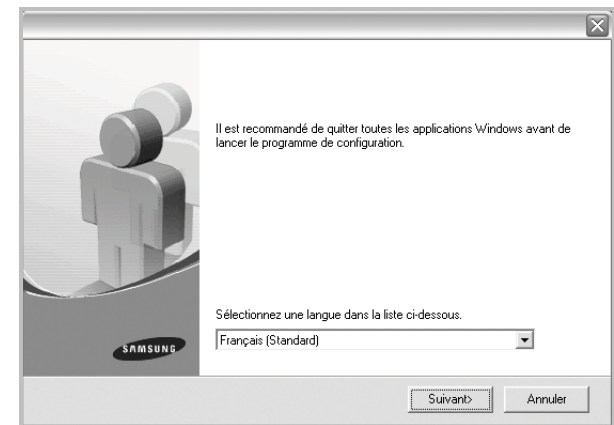 Il est recommandé de quitter toutes les applications Windows avant de
lancer le programme de configuration.
Sélectionnez une langue dans la liste ci-dessous.
Français (Standard)
SAMSUNG
Suivant>
Annuler